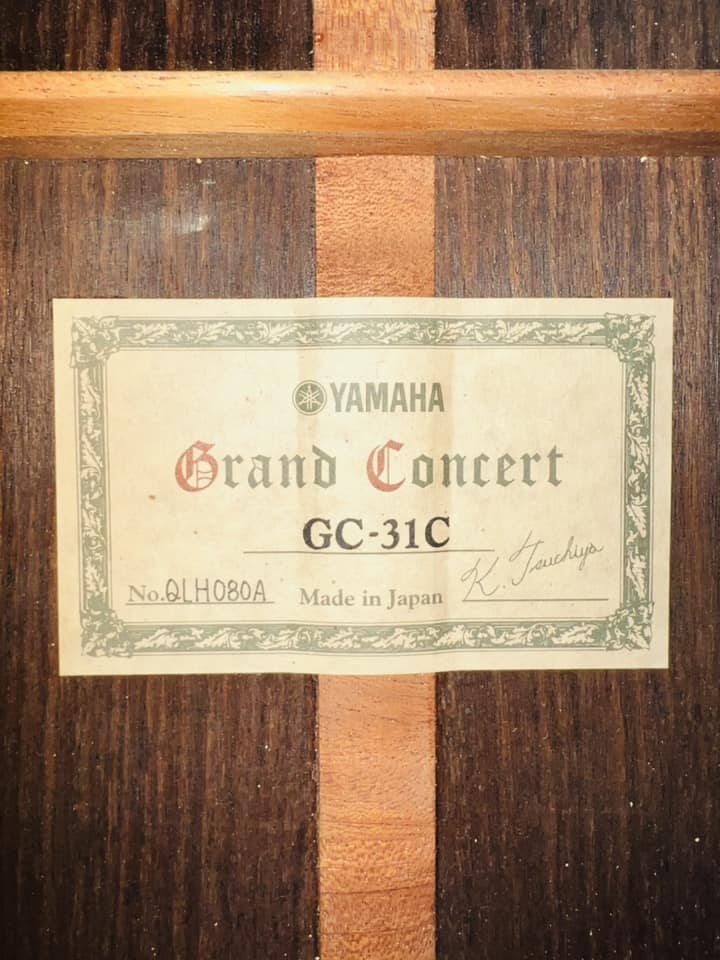 YAMAHA
Grand Concert
GC-31C
No.QLH080A Made in Japan K. Tsuchiya